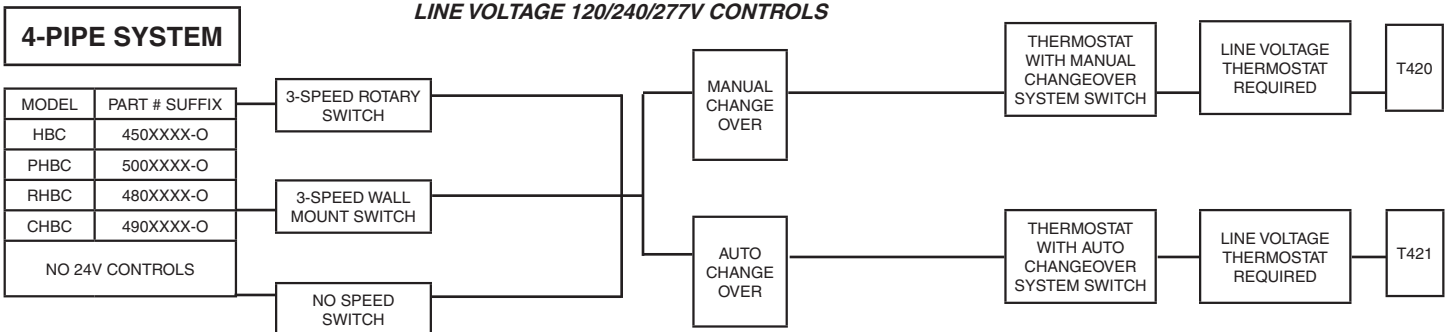 LINE VOLTAGE 120/240/277V CONTROLS
4-PIPE SYSTEM
MODEL PART # SUFFIX
HBC 450XXXX-O
PHBC 500XXXX-O
RHBC 480XXXX-O
CHBC 490XXXX-O
NO 24V CONTROLS
3-SPEED ROTARY
SWITCH
3-SPEED WALL
MOUNT SWITCH
NO SPEED
SWITCH
MANUAL
CHANGE
OVER
AUTO
CHANGE
OVER
THERMOSTAT
WITH MANUAL
CHANGEOVER
SYSTEM SWITCH
LINE VOLTAGE
THERMOSTAT
REQUIRED
T420
THERMOSTAT
WITH AUTO
CHANGEOVER
SYSTEM SWITCH
LINE VOLTAGE
THERMOSTAT
REQUIRED
T421